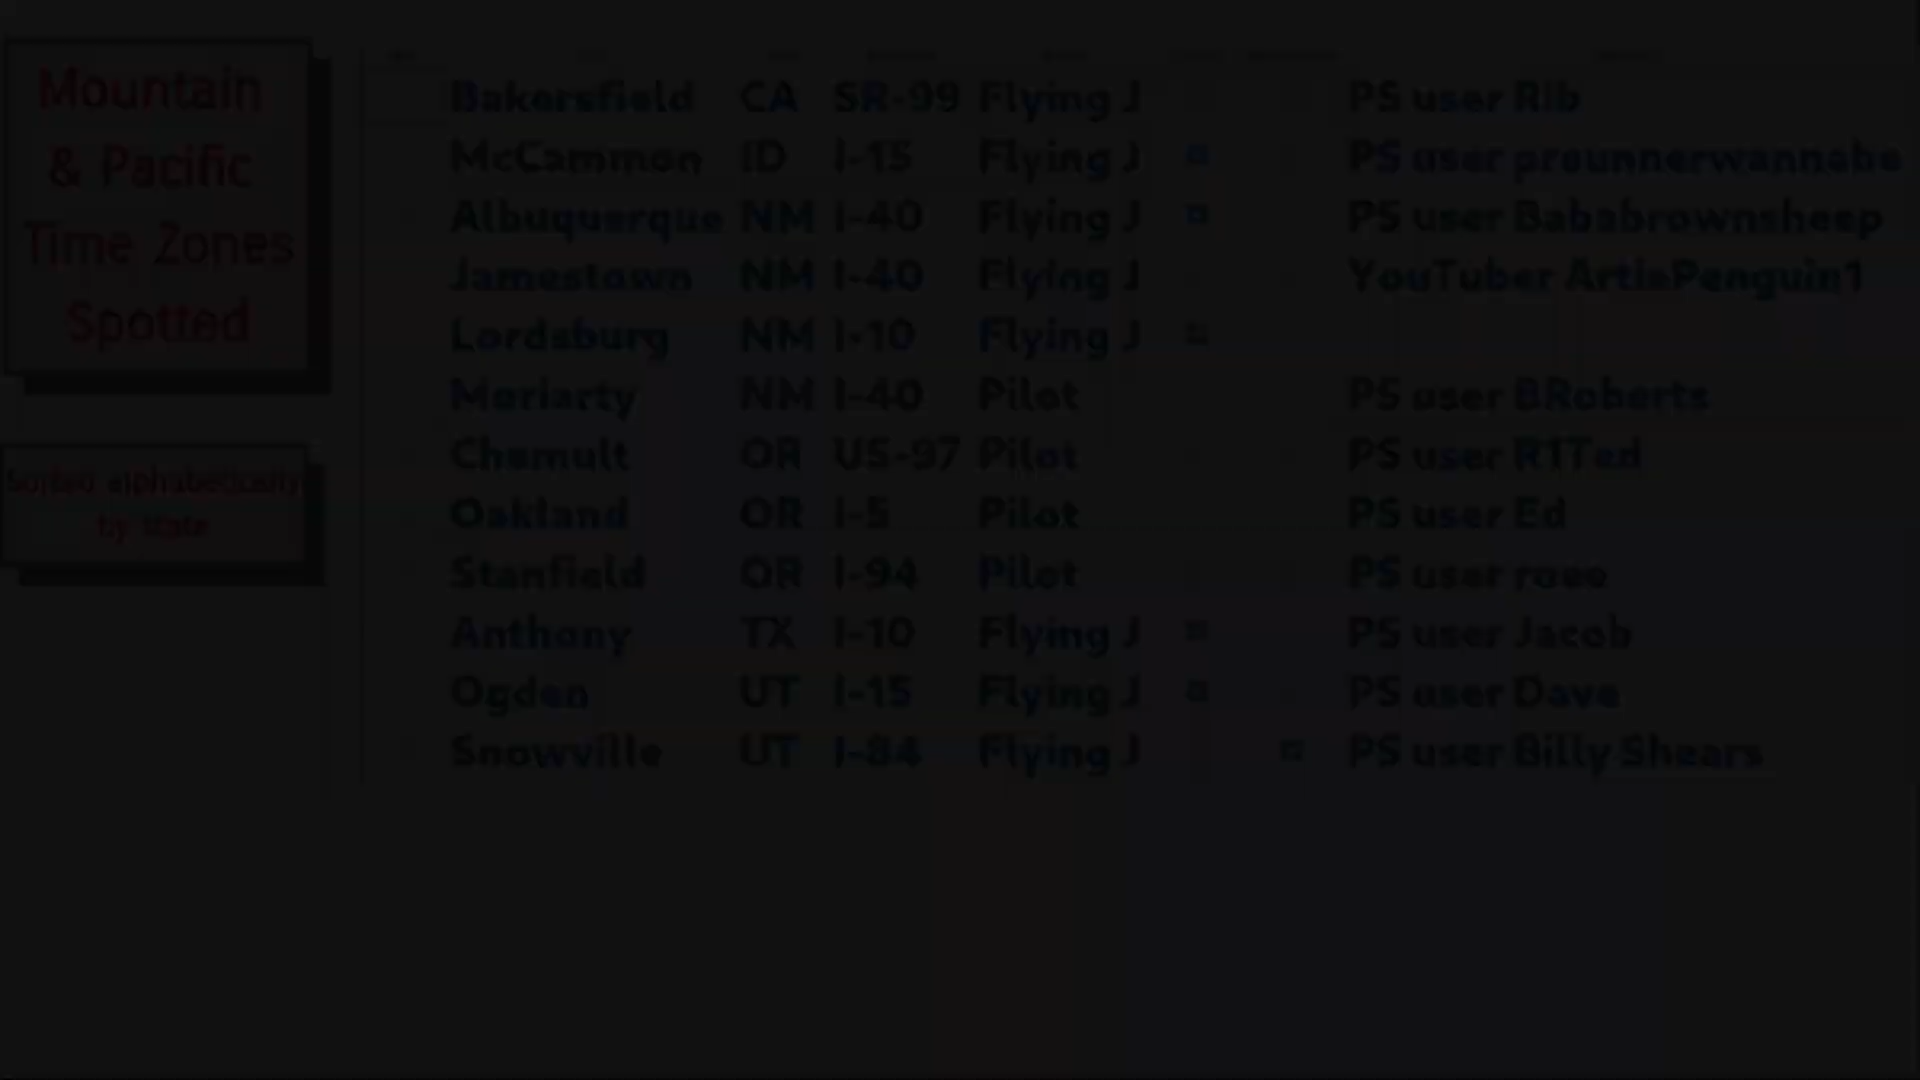 Mountain
& Pacific
Time Zones
Spotted
Sorted alphabetically
by state
Bakersfield CA SR-99 Flying J PS user Rib
McCammon ID I-15 Flying J PS user preunnerwannabe
Albuquerque NM I-40 Flying J PS user Bababrownsheep
Jamestown NM I-40 Flying J YouTuber ArtiePenguin1
Lordsburg NM I-10 Flying J
Moriarty NM I-40 Pilot PS user BRoberts
Chemult OR US-97 Pilot PS user R1Ted
Oakland OR I-5 Pilot PS user Ed
Stanfield OR I-94 Pilot PS user
Anthony TX I-10 Flying J PS user Jacob
Ogden UT I-15 Flying J PS user Dave
Snowville UT I-84 Flying J PS user Billy Shears